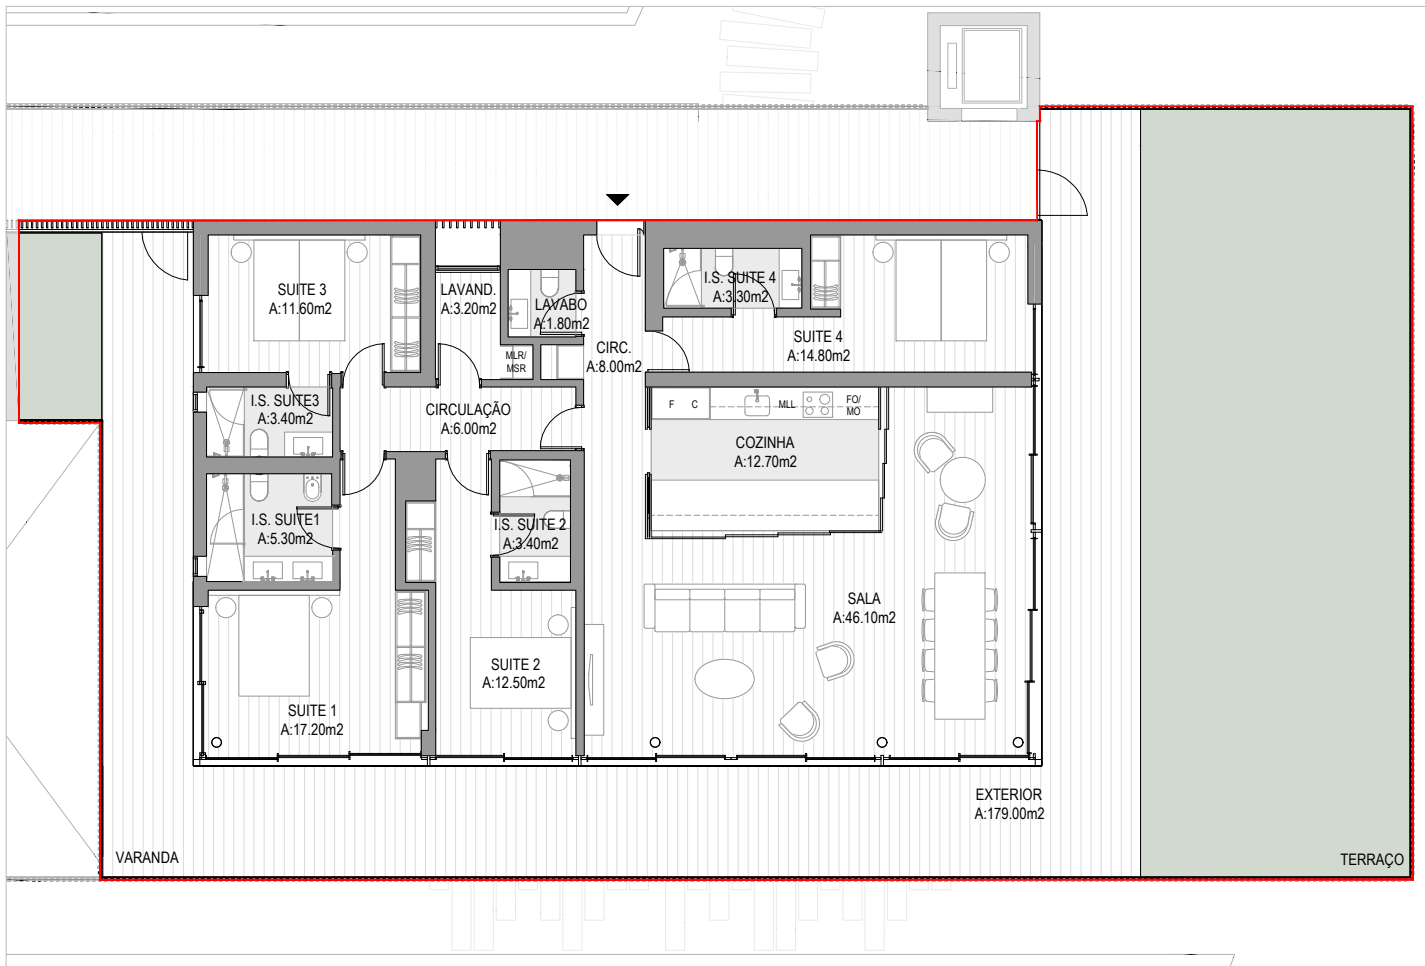 SUITE 3
A:11.60m2
LAVAND.
A:3.20m2
LAVABO
A:1.80m2
I.S. SUITE 4
A:3.30m2
CIRC.
A:8.00m2
SUITE 4
A:14.80m2
MLR/
MSR
I.S. SUITE3
A:3.40m2
CIRCULAÇÃO
A:6.00m2
F C
MLL
FO/
MO
COZINHA
A:12.70m2
I.S. SUITE1
A:5.30m2
I.S. SUITE 2
A:3.40m2
SALA
A:46.10m2
SUITE 2
A:12.50m2
SUITE 1
A:17.20m2
EXTERIOR
A:179.00m2
VARANDA
TERRAÇO